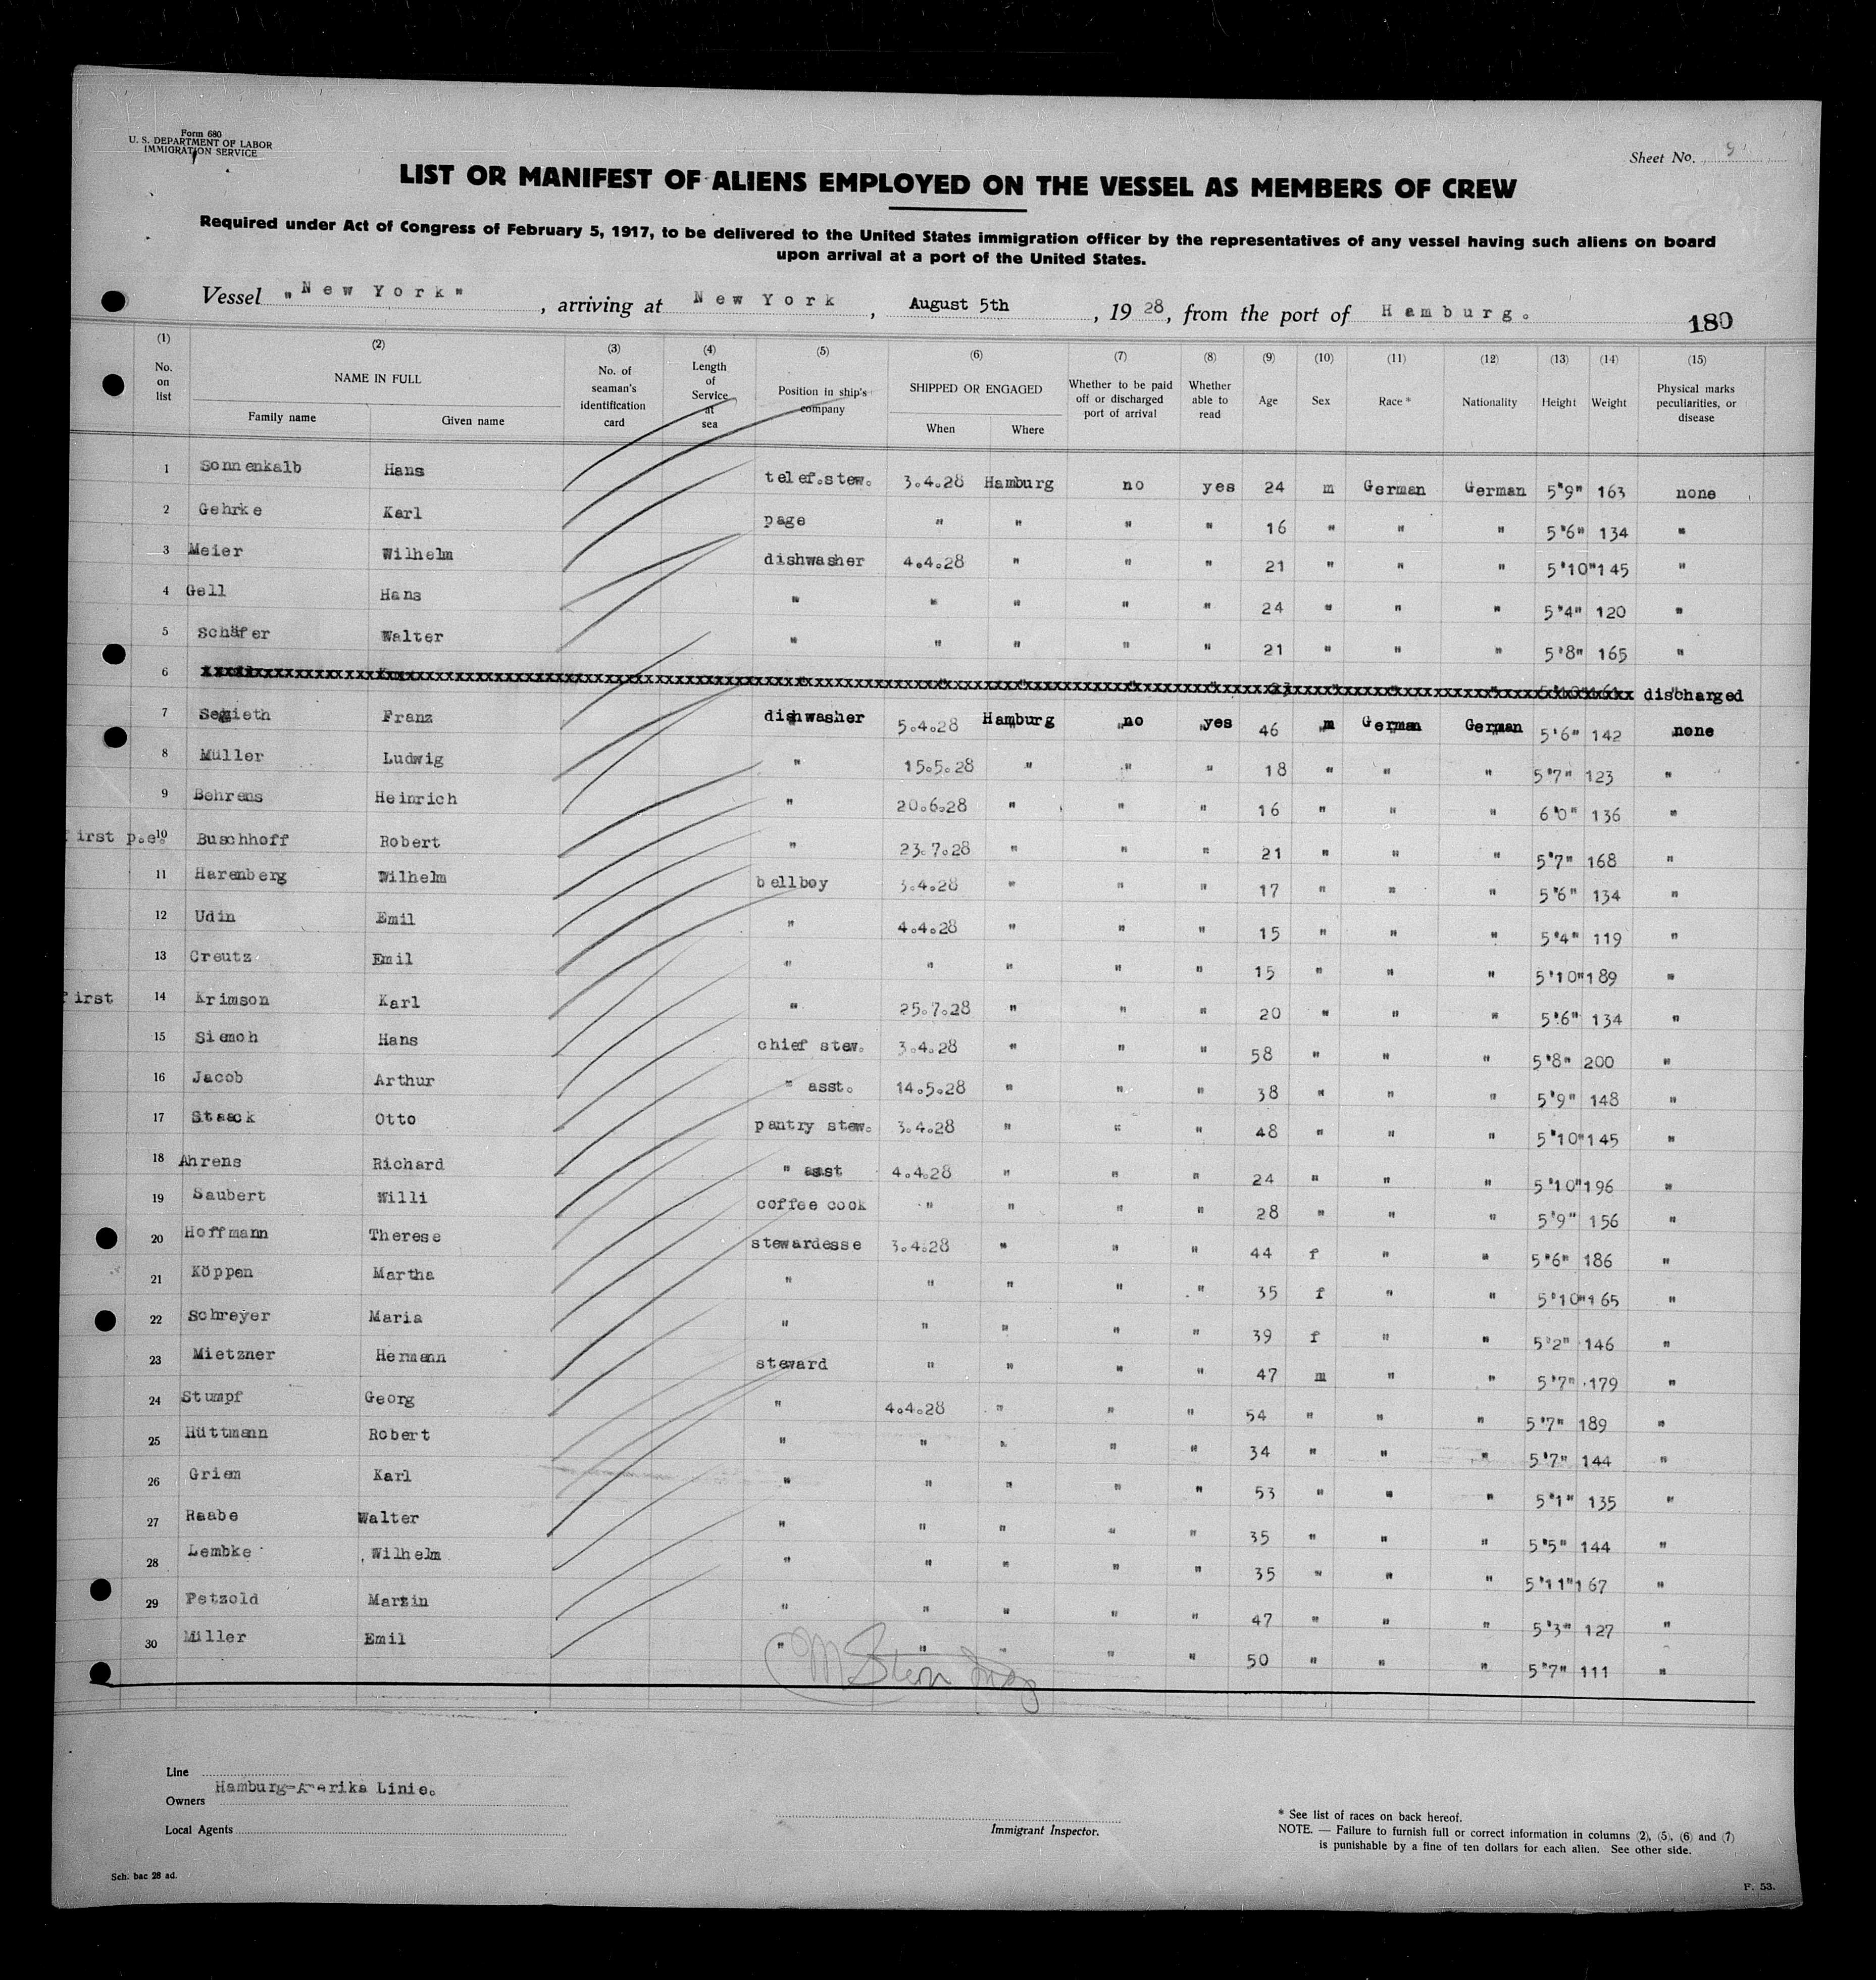 Form 680
U. S. DEPARTMENT OF LABOR
IMMIGRATION SERVICE
Sheet No.
LIST OR MANIFEST OF ALIENS EMPLOYED ON THE VESSEL AS MEMBERS OF CREW
Required under Act of Congress of February 5, 1917, to be delivered to the United States immigration officer by the representatives of any vessel having such aliens on board
upon arrival at a port of the United States.
Vessel "New York", arriving at New York, August 5th, 19 28, from the port of Hamburg.
180
(1) (2) (3) (4) (5) (6) (7) (8) (9) (10) (11) (12) (13) (14) (15)
No. on list NAME IN FULL Family name Given name No. of seaman's identification card Length of Service at sea Position in ship's company SHIPPED OR ENGAGED When Where Whether to be paid off or discharged port of arrival Whether able to read Age Sex Race * Nationality Height Weight Physical marks peculiarities, or disease
1 Sonnenkalb Hans telef.stew. 3.4.28 Hamburg no yes 24 m German German 5'9" 163 none
2 Gehrke Karl page " " " " 16 " " " 5'6" 134 "
3 Meier Wilhelm dishwasher 4.4.28 " " " 21 " " " 5'10" 145 "
4 Gell Hans " " " " " 24 " " " 5'4" 120 "
5 Schäfer Walter " " " " " 21 " " " 5'8" 165 "
6 discharged
7 Franz dishwasher 5.4.28 Hamburg no yes 46 m German German 5'6" 142 none
8 Müller Ludwig " 15.5.28 " " " 18 " " " 5'7" 123 "
9 Behrens Heinrich " 20.6.28 " " " 16 " " " 6'0" 136 "
first p.e. 10 Buschhoff Robert " 23.7.28 " " " 21 " " " 5'7" 168 "
11 Harenberg Wilhelm bellboy 3.4.28 " " " 17 " " " 5'6" 134 "
12 Udin Emil " 4.4.28 " " " 15 " " " 5'4" 119 "
13 Creutz Emil " " " " " 15 " " " 5'10" 189 "
first 14 Krimson Karl " 25.7.28 " " " 20 " " " 5'6" 134 "
15 Siemoh Hans chief stew. 3.4.28 " " " 58 " " " 5'8" 200 "
16 Jacob Arthur " asst. 14.5.28 " " " 38 " " " 5'9" 148 "
17 Staack Otto pantry stew. 3.4.28 " " " 48 " " " 5'10" 145 "
18 Ahrens Richard " asst 4.4.28 " " " 24 " " " 5'10" 196 "
19 Saubert Willi coffee cook " " " " 28 " " " 5'9" 156 "
20 Hoffmann Therese stewardesse 3.4.28 " " " 44 f " " 5'6" 186 "
21 Köppen Martha " " " " " 35 f " " 5'10" 165 "
22 Schreyer Maria " " " " " 39 f " " 5'2" 146 "
23 Mietzner Hermann steward " " " " 47 m " " 5'7" 179 "
24 Stumpf Georg " 4.4.28 " " " 54 " " " 5'7" 189 "
25 Hüttmann Robert " " " " " 34 " " " 5'7" 144 "
26 Griem Karl " " " " " 53 " " " 5'1" 135 "
27 Raabe Walter " " " " " 35 " " " 5'5" 144 "
28 Lembke Wilhelm " " " " " 35 " " " 5'11" 167 "
29 Petzold Martin " " " " " 47 " " " 5'3" 127 "
30 Miller Emil " " " " " 50 " " " 5'7" 111 "
Line
Hamburg-Amerika Linie.
Owners
Local Agents
Immigrant Inspector.
* See list of races on back hereof.
NOTE. — Failure to furnish full or correct information in columns (2), (5), (6) and (7)
is punishable by a fine of ten dollars for each alien. See other side.
Sch. bac 28 ad.
F. 53.